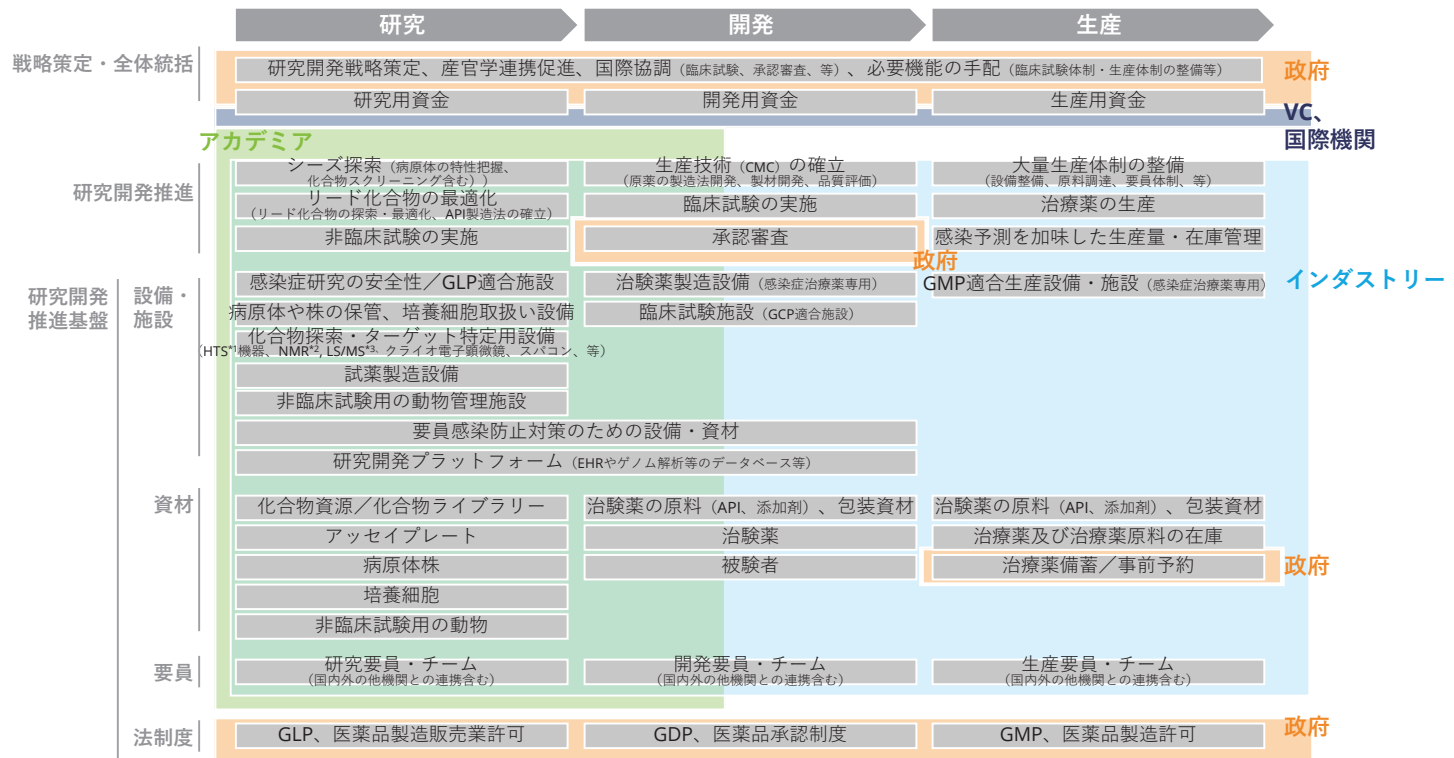 研究
開発
生産
戦略策定・全体統括
研究開発戦略策定、産官学連携促進、国際協調（臨床試験、承認審査、等）、必要機能の手配（臨床試験体制・生産体制の整備等）
政府
研究用資金
開発用資金
生産用資金
VC、
国際機関
アカデミア
研究開発推進
シーズ探索（病原体の特性把握、
化合物スクリーニング含む））
生産技術（CMC）の確立
（原薬の製造法開発、製材開発、品質評価）
大量生産体制の整備
（設備整備、原料調達、要員体制、等）
リード化合物の最適化
（リード化合物の探索・最適化、API製造法の確立）
臨床試験の実施
治療薬の生産
非臨床試験の実施
承認審査
感染予測を加味した生産量・在庫管理
政府
インダストリー
研究開発
推進基盤
設備・
施設
感染症研究の安全性／GLP適合施設
治験薬製造設備（感染症治療薬専用）
GMP適合生産設備・施設（感染症治療薬専用）
病原体や株の保管、培養細胞取扱い設備
臨床試験施設（GCP適合施設）
化合物探索・ターゲット特定用設備
（HTS*1機器、NMR*2, LS/MS*3、クライオ電子顕微鏡、スパコン、等）
試薬製造設備
非臨床試験用の動物管理施設
要員感染防止対策のための設備・資材
研究開発プラットフォーム（EHRやゲノム解析等のデータベース等）
資材
化合物資源／化合物ライブラリー
治験薬の原料（API、添加剤）、包装資材
治験薬の原料（API、添加剤）、包装資材
アッセイプレート
治験薬
治療薬及び治療薬原料の在庫
病原体株
被験者
治療薬備蓄／事前予約
政府
培養細胞
非臨床試験用の動物
要員
研究要員・チーム
（国内外の他機関との連携含む）
開発要員・チーム
（国内外の他機関との連携含む）
生産要員・チーム
（国内外の他機関との連携含む）
法制度
GLP、医薬品製造販売業許可
GDP、医薬品承認制度
GMP、医薬品製造許可
政府